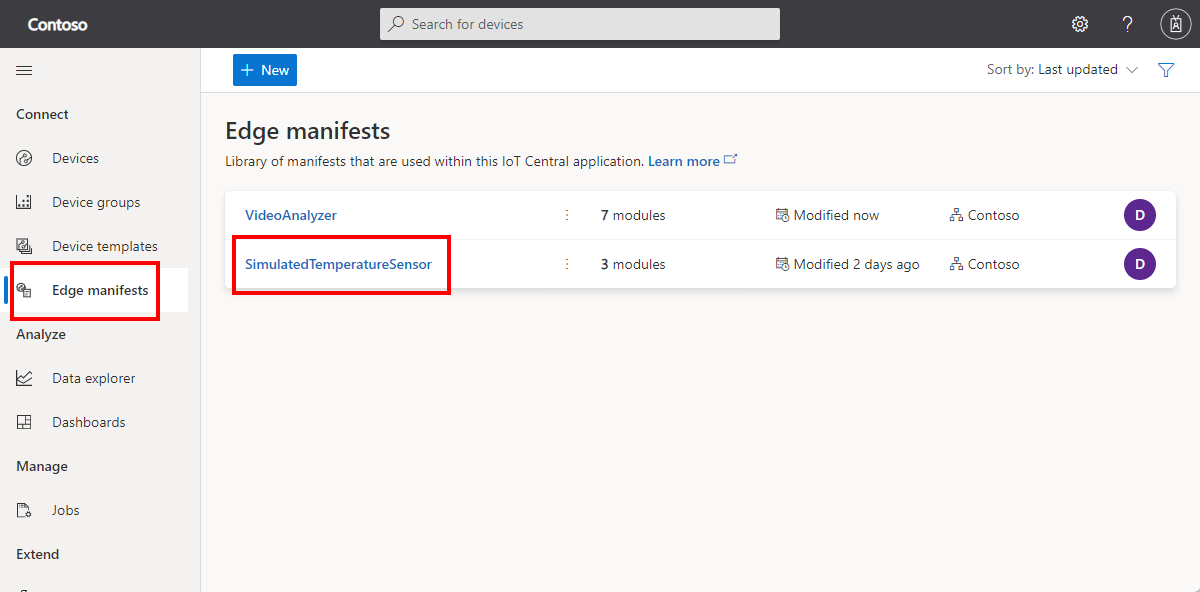 Contoso
Search for devices
?
New
Sort by: Last updated
Connect
Devices
Device groups
Device templates
Edge manifests
Analyze
Data explorer
Dashboards
Manage
Jobs
Extend
Edge manifests
Library of manifests that are used within this IoT Central application. Learn more
VideoAnalyzer 7 modules Modified now Contoso D
SimulatedTemperatureSensor 3 modules Modified 2 days ago Contoso D